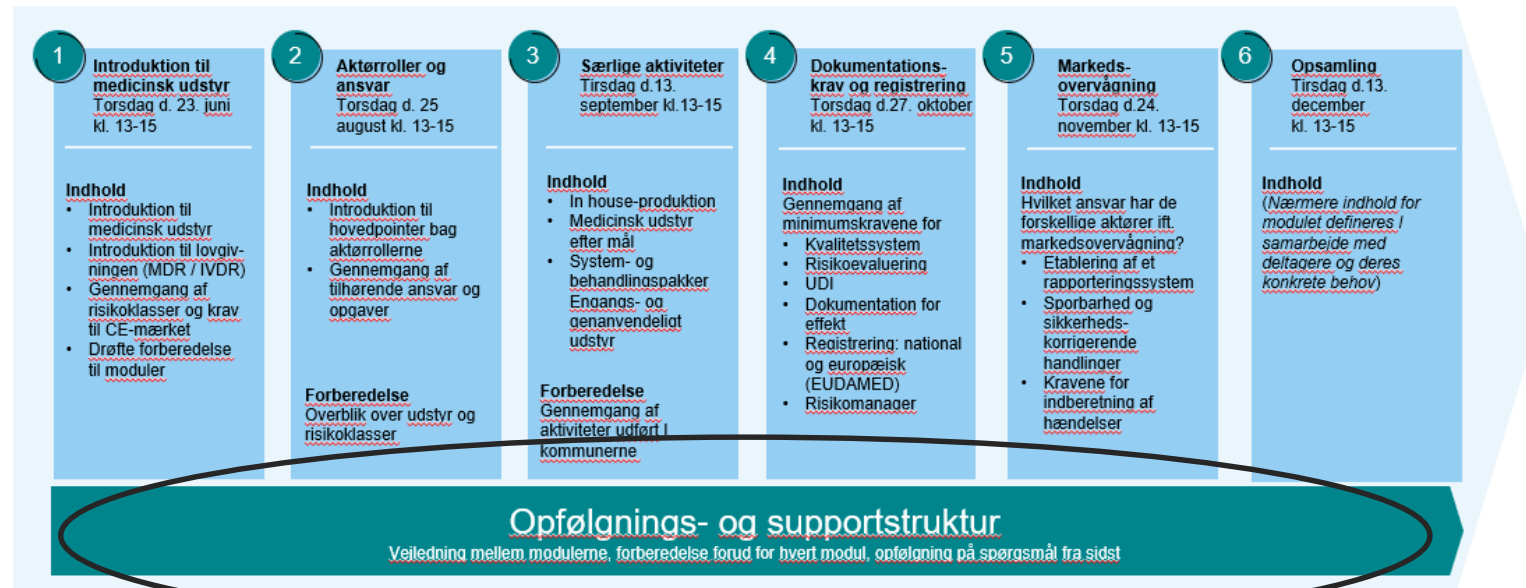 1
Introduktion til
medicinsk udstyr
Torsdag d. 23. juni
kl. 13-15
Indhold
• Introduktion til
medicinsk udstyr
• Introduktion til lovgiv-
ningen (MDR / IVDR)
• Gennemgang af
risikoklasser og krav
til CE-mærket
• Drøfte forberedelse
til moduler
2
Aktørroller og
ansvar
Torsdag d. 25
august kl. 13-15
Indhold
• Introduktion til
hovedpointer bag
aktørrollerne
• Gennemgang af
tilhørende ansvar og
opgaver
Forberedelse
Overblik over udstyr og
risikoklasser
3
Særlige aktiviteter
Tirsdag d.13.
september kl.13-15
Indhold
• In house-produktion
• Medicinsk udstyr
efter mål
• System- og
behandlingspakker
Engangs- og
genanvendeligt
udstyr
Forberedelse
Gennemgang af
aktiviteter udført I
kommunerne
4
Dokumentations-
krav og registrering
Torsdag d.27. oktober
kl. 13-15
Indhold
Gennemgang af
minimumskravene for
• Kvalitetssystem
• Risikoevaluering
• UDI
• Dokumentation for
effekt
• Registrering: national
og europæisk
(EUDAMED)
• Risikomanager
5
Markeds-
overvågning
Torsdag d.24.
november kl. 13-15
Indhold
Hvilket ansvar har de
forskellige aktører ift.
markedsovervågning?
• Etablering af et
rapporteringssystem
• Sporbarhed og
sikkerheds-
korrigerende
handlinger
• Kravene for
indberetning af
hændelser
6
Opsamling
Tirsdag d.13.
december
kl. 13-15
Indhold
(Nærmere indhold for
modulet defineres I
samarbejde med
deltagere og deres
konkrete behov)
Opfølgnings- og supportstruktur
Vejledning mellem modulerne, forberedelse forud for hvert modul, opfølgning på spørgsmål fra sidst